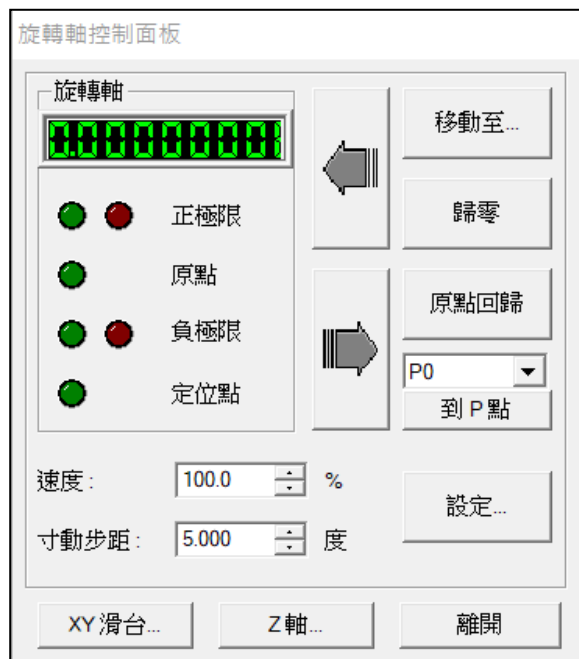 旋轉軸控制面板
旋轉軸
移動至...
正極限
歸零
原點
原點回歸
負極限
P0
定位點
到 P 點
速度 :
100.0
%
設定...
寸動步距 :
5.000
度
XY 滑台...
Z 軸...
離開